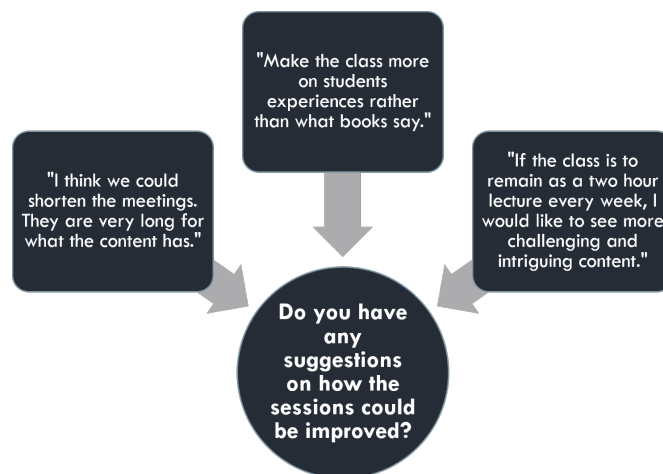 "Make the class more
on students
experiences rather
than what books say."
"I think we could
shorten the meetings.
They are very long for
what the content has."
"If the class is to
remain as a two hour
lecture every week, I
would like to see more
challenging and
intriguing content."
Do you have
any
suggestions
on how the
sessions could
be improved?